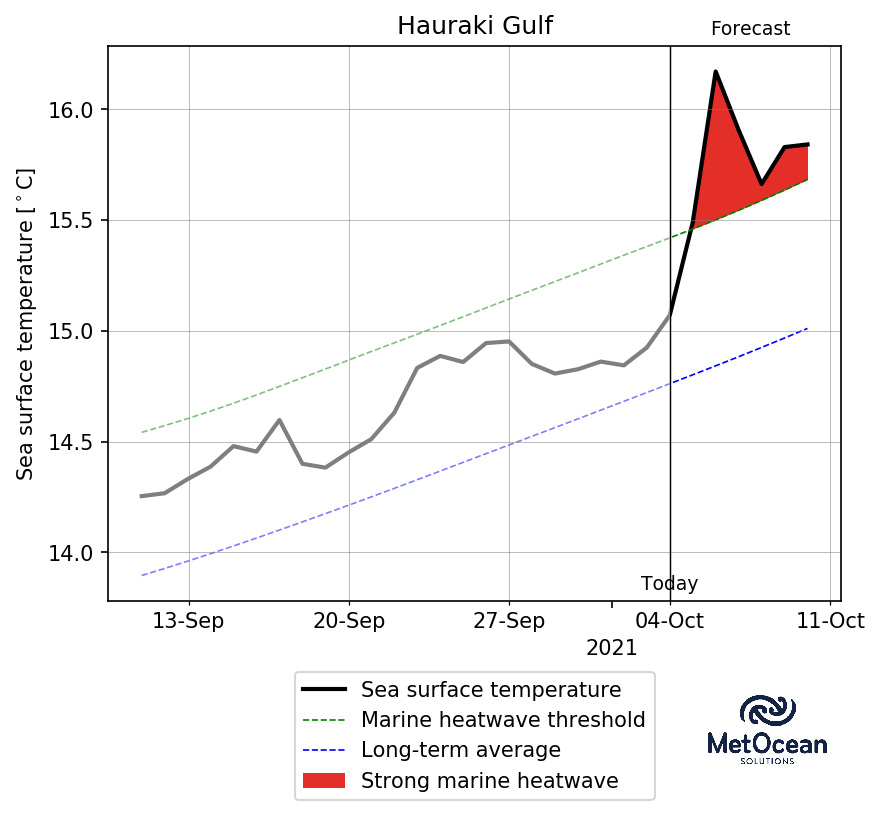 Hauraki Gulf
Forecast
Sea surface temperature [°C]
16.0
15.5
15.0
14.5
14.0
Today
13-Sep 20-Sep 27-Sep 04-Oct 11-Oct
2021
Sea surface temperature
Marine heatwave threshold
Long-term average
Strong marine heatwave
MetOcean
SOLUTIONS